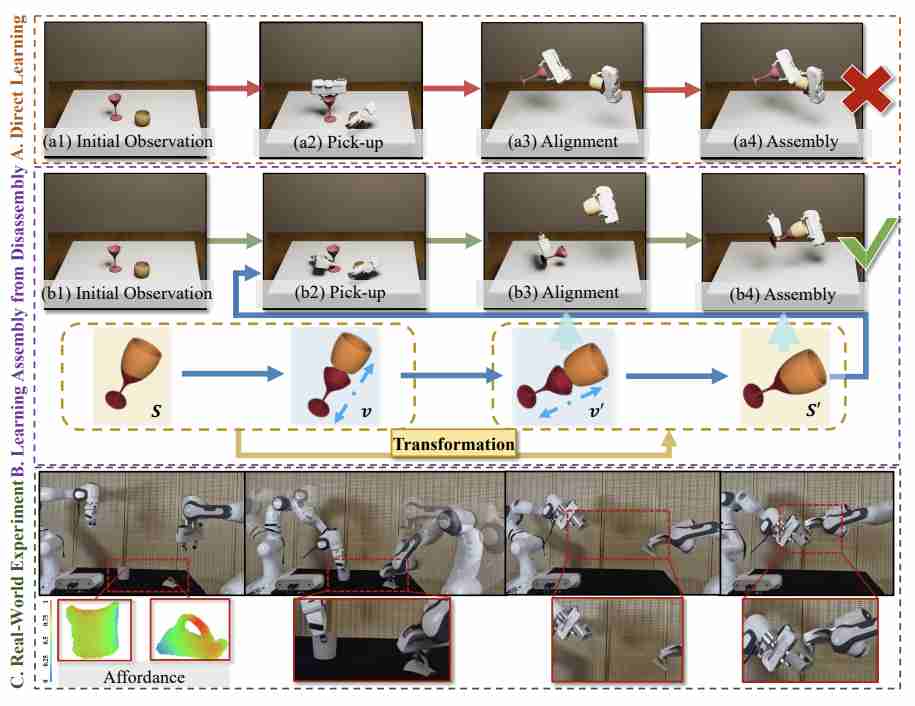 A. Direct Learning
(a1) Initial Observation
(a2) Pick-up
(a3) Alignment
(a4) Assembly
B. Learning Assembly from Disassembly
(b1) Initial Observation
(b2) Pick-up
(b3) Alignment
(b4) Assembly
S
v
v′
S′
Transformation
C. Real-World Experiment
0 0.25 0.5 0.75
Affordance